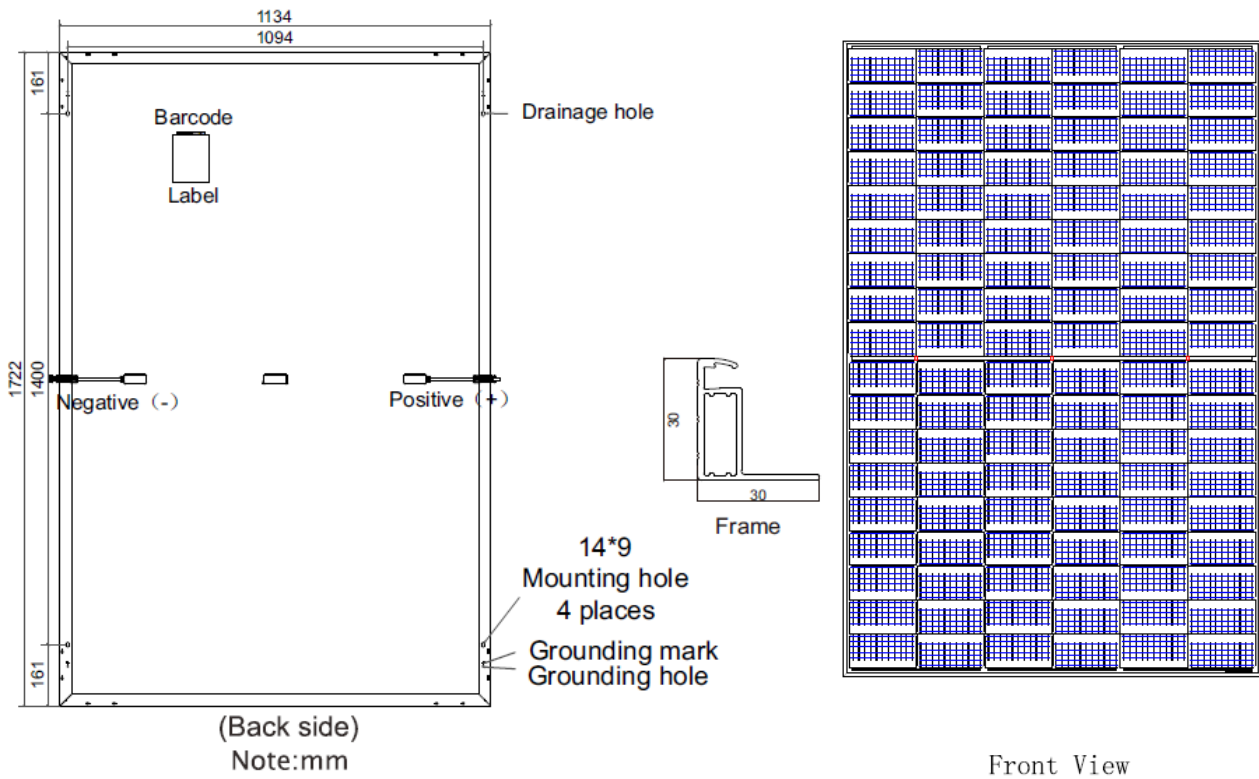 1134
1094
161
Drainage hole
Barcode
Label
1722
1400
Negative（-）
Positive（+）
30
30
Frame
14*9
Mounting hole
4 places
Grounding mark
Grounding hole
161
(Back side)
Note:mm
Front View